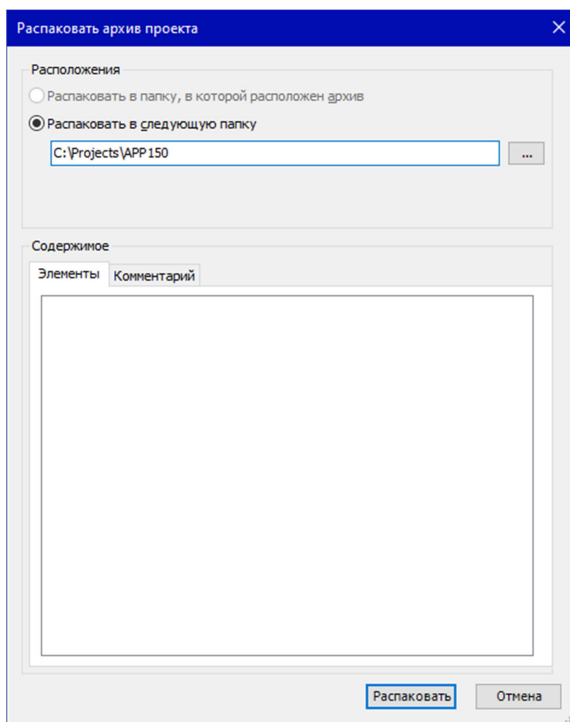 Распаковать архив проекта
Расположения
Распаковать в папку, в которой расположен архив
Распаковать в следующую папку
C:\Projects\APP150
...
Содержимое
Элементы
Комментарий
Распаковать
Отмена